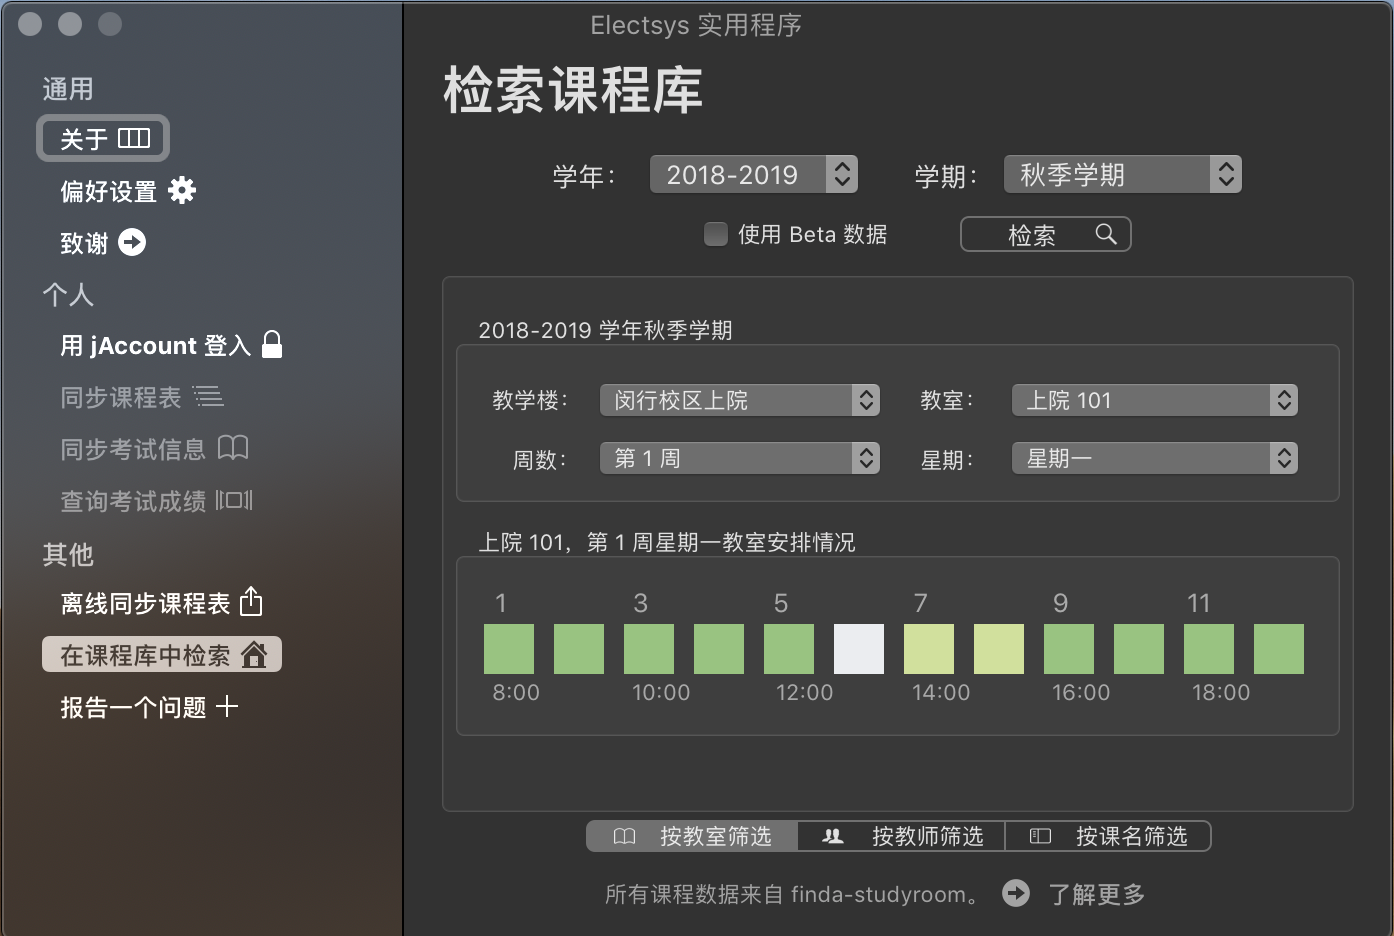 Electsys 实用程序
通用
关于
偏好设置
致谢
个人
用 jAccount 登入
同步课程表
同步考试信息
查询考试成绩
其他
离线同步课程表
在课程库中检索
报告一个问题
检索课程库
学年： 2018-2019 学期： 秋季学期
使用 Beta 数据 检索
2018-2019 学年秋季学期
教学楼： 闵行校区上院 教室： 上院 101
周数： 第 1 周 星期： 星期一
上院 101，第 1 周星期一教室安排情况
1 3 5 7 9 11
8:00 10:00 12:00 14:00 16:00 18:00
按教室筛选 按教师筛选 按课名筛选
所有课程数据来自 finda-studyroom。 了解更多